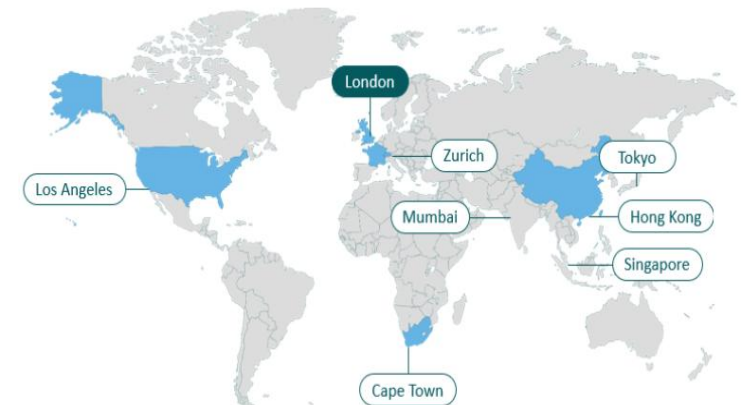 London
Zurich
Tokyo
Los Angeles
Mumbai
Hong Kong
Singapore
Cape Town